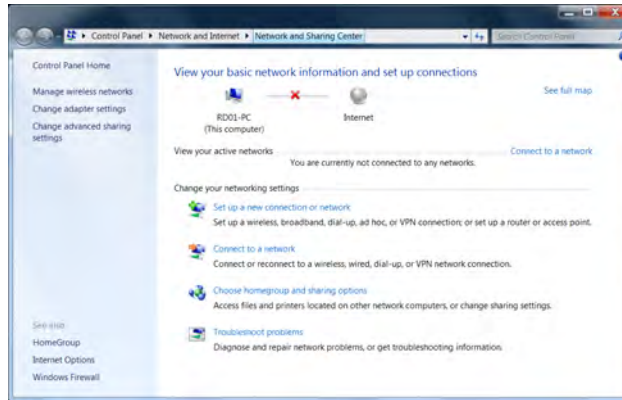 Control Panel ▸ Network and Internet ▸ Network and Sharing Center
Search Control Panel
Control Panel Home
Manage wireless networks
Change adapter settings
Change advanced sharing
settings
View your basic network information and set up connections
See full map
RD01-PC
(This computer)
Internet
View your active networks
Connect to a network
You are currently not connected to any networks.
Change your networking settings
Set up a new connection or network
Set up a wireless, broadband, dial-up, ad hoc, or VPN connection; or set up a router or access point.
Connect to a network
Connect or reconnect to a wireless, wired, dial-up, or VPN network connection.
Choose homegroup and sharing options
Access files and printers located on other network computers, or change sharing settings.
Troubleshoot problems
Diagnose and repair network problems, or get troubleshooting information.
See also
HomeGroup
Internet Options
Windows Firewall